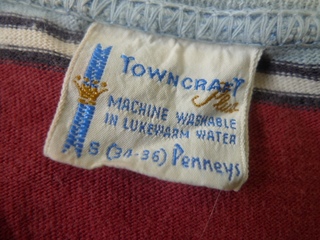 TOWNCRAFT
Plus
MACHINE WASHABLE
IN LUKEWARM WATER
S (34-36) Penneys